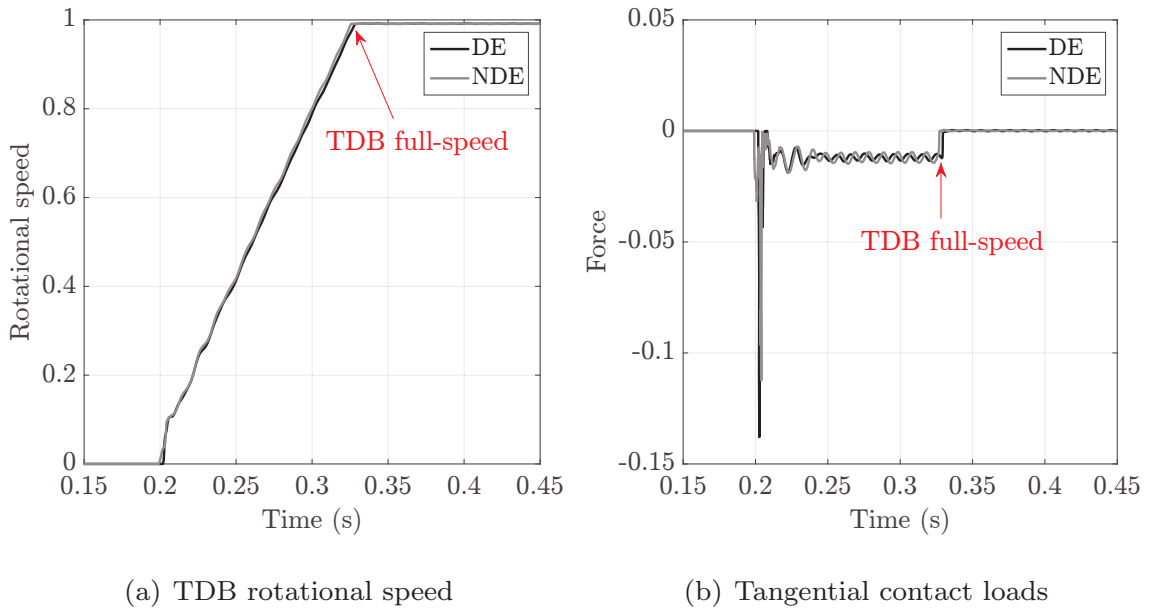 1
0.8
0.6
0.4
0.2
0
0.15
0.2
0.25
0.3
0.35
0.4
0.45
Rotational speed
Time (s)
DE
NDE
TDB full-speed
(a) TDB rotational speed
0.05
0
-0.05
-0.1
-0.15
0.15
0.2
0.25
0.3
0.35
0.4
0.45
Force
Time (s)
DE
NDE
TDB full-speed
(b) Tangential contact loads